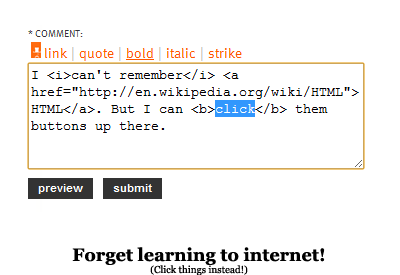 * COMMENT:
link | quote | bold | italic | strike
I <i>can't remember</i> <a
href="http://en.wikipedia.org/wiki/HTML">
HTML</a>. But I can <b>click</b> them
buttons up there.
preview submit
Forget learning to internet!
(Click things instead!)